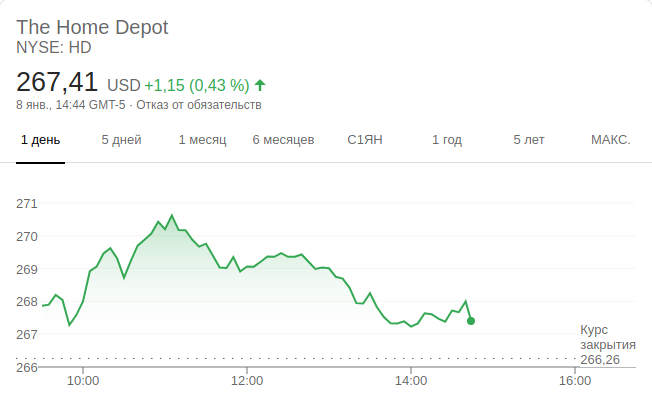 The Home Depot
NYSE: HD
267,41 USD +1,15 (0,43 %)
8 янв., 14:44 GMT-5 · Отказ от обязательств
1 день 5 дней 1 месяц 6 месяцев С1ЯН 1 год 5 лет МАКС.
271
270
269
268
267
Курс
закрытия
266,26
266
10:00 12:00 14:00 16:00